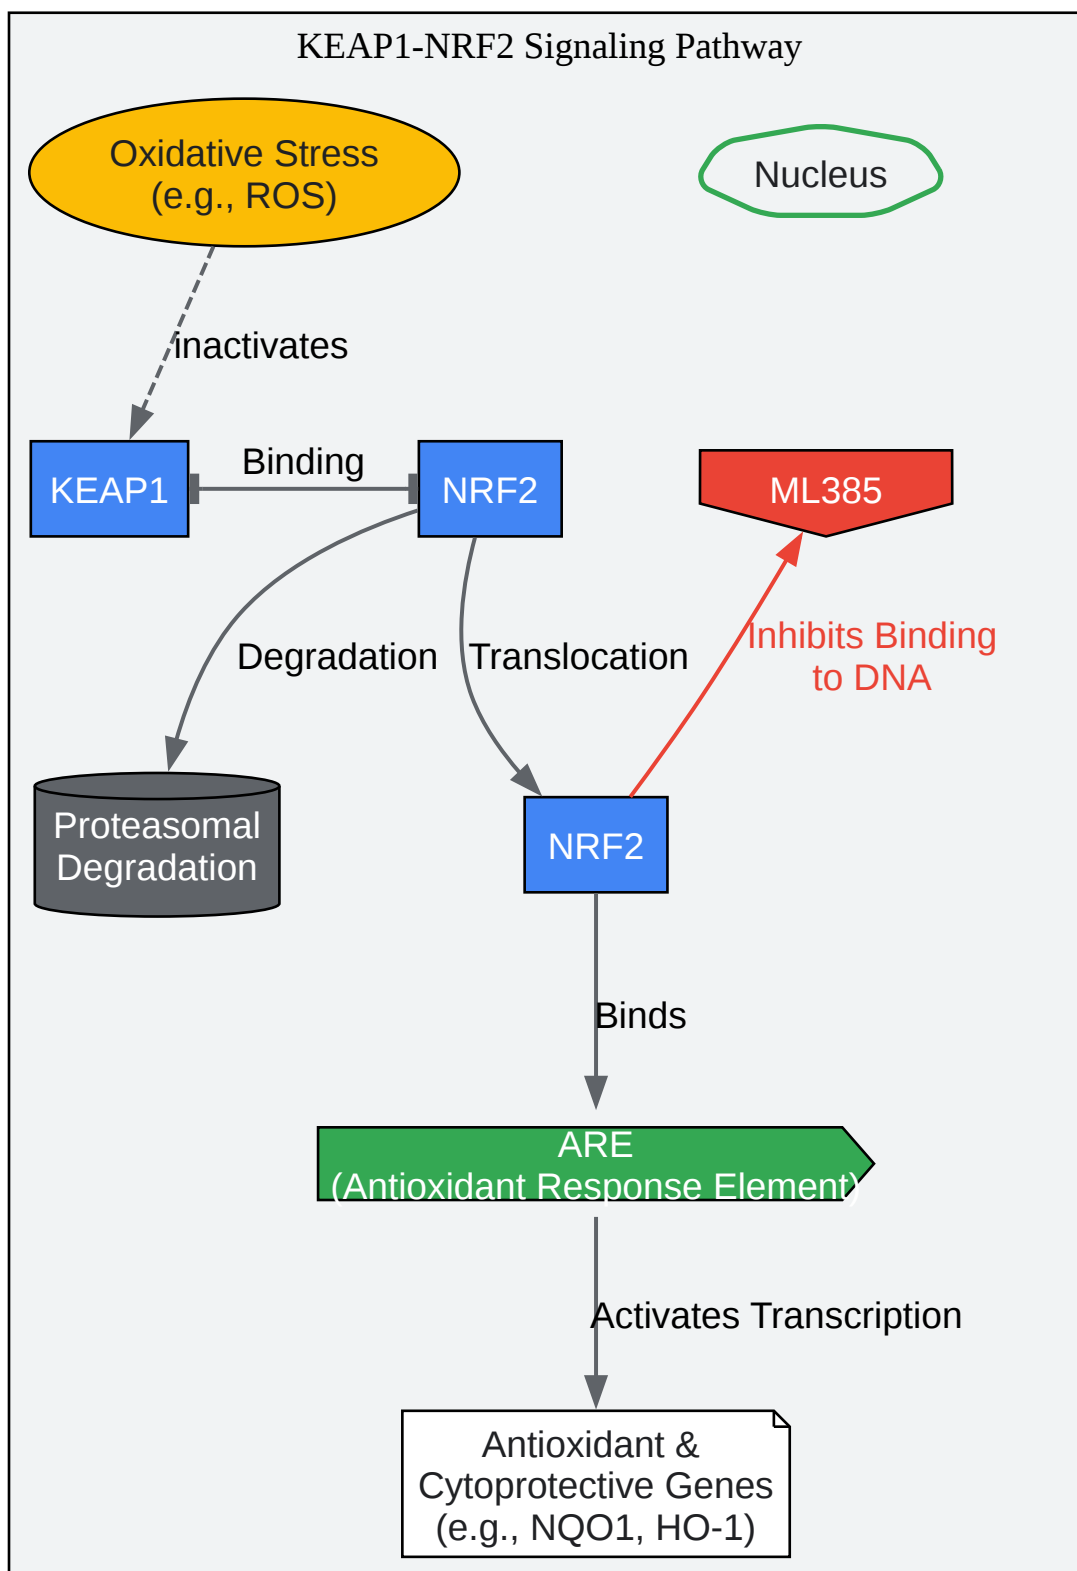 KEAP1-NRF2 Signaling Pathway
Oxidative Stress
(e.g., ROS)
Nucleus
inactivates
KEAP1
Binding
NRF2
ML385
Degradation
Translocation
Inhibits Binding
to DNA
Proteasomal
Degradation
NRF2
Binds
ARE
(Antioxidant Response Element)
Activates Transcription
Antioxidant &
Cytoprotective Genes
(e.g., NQO1, HO-1)